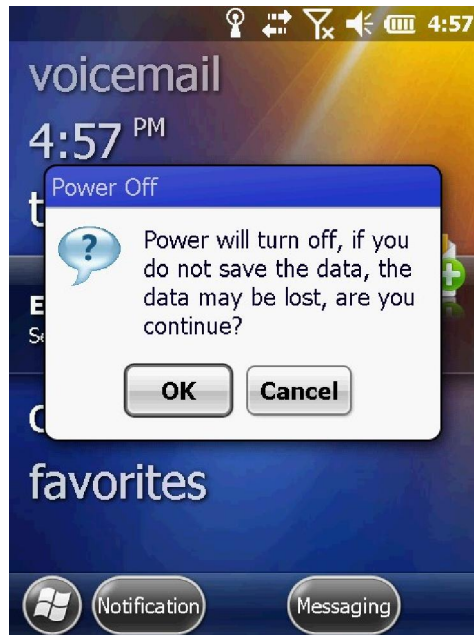 4:57
voicemail
4:57 PM
t
Power Off
Power will turn off, if you
do not save the data, the
data may be lost, are you
continue?
E
Se
OK Cancel
favorites
Notification Messaging